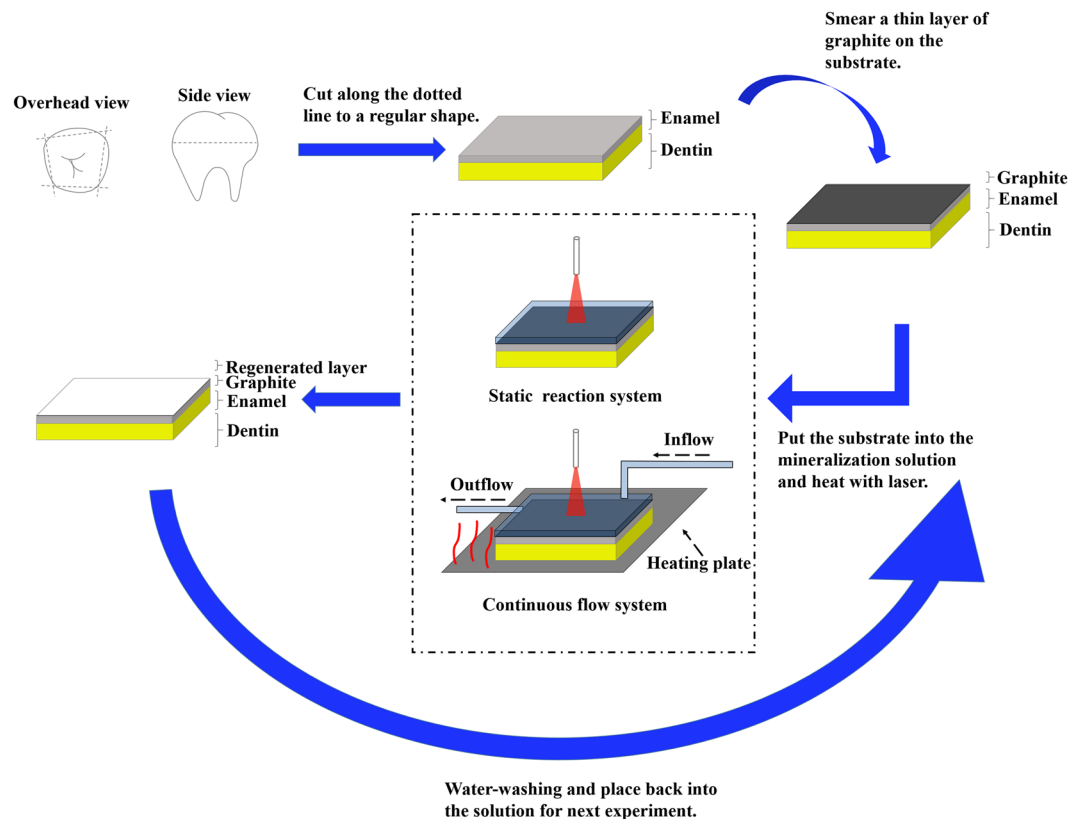 Smear a thin layer of
graphite on the
substrate.
Overhead view
Side view
Cut along the dotted
line to a regular shape.
Enamel
Dentin
Graphite
Enamel
Dentin
Static reaction system
Put the substrate into the
mineralization solution
and heat with laser.
Inflow
Outflow
Heating plate
Continuous flow system
Regenerated layer
Graphite
Enamel
Dentin
Water-washing and place back into
the solution for next experiment.